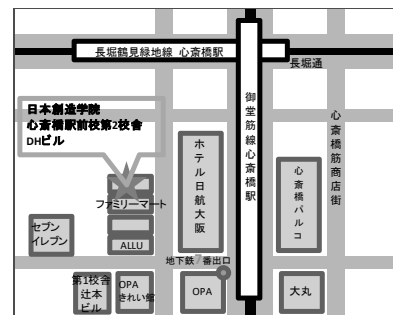 長堀鶴見緑地線 心斎橋駅
長堀通
日本創造学院
心斎橋駅前校第2校舎
DHビル
御堂筋線心斎橋駅
心斎橋筋商店街
ホテル日航大阪
心斎橋パルコ
ファミリーマート
セブン
イレブン
ALLU
地下鉄7番出口
第1校舎
辻本
ビル
OPA
きれい館
OPA
大丸